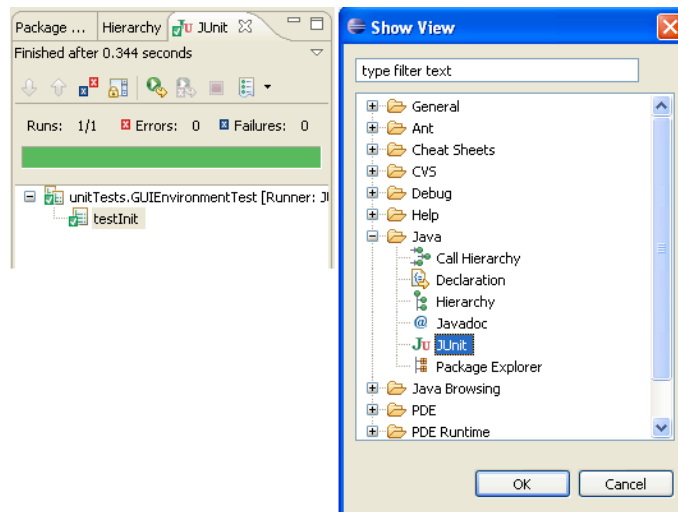 Package ... Hierarchy JU JUnit
Finished after 0.344 seconds
Runs: 1/1 Errors: 0 Failures: 0
unitTests.GUIEnvironmentTest [Runner: JU
testInit
Show View
type filter text
General
Ant
Cheat Sheets
CVS
Debug
Help
Java
Call Hierarchy
Declaration
Hierarchy
@ Javadoc
JU JUnit
Package Explorer
Java Browsing
PDE
PDE Runtime
OK Cancel